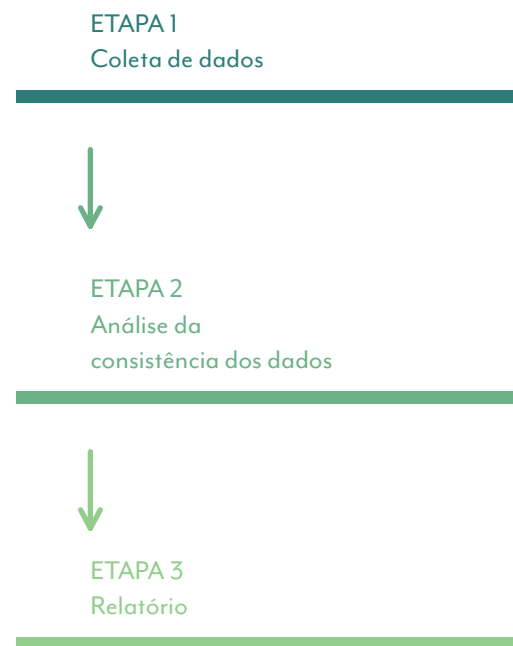 ETAPA 1
Coleta de dados
ETAPA 2
Análise da
consistência dos dados
ETAPA 3
Relatório